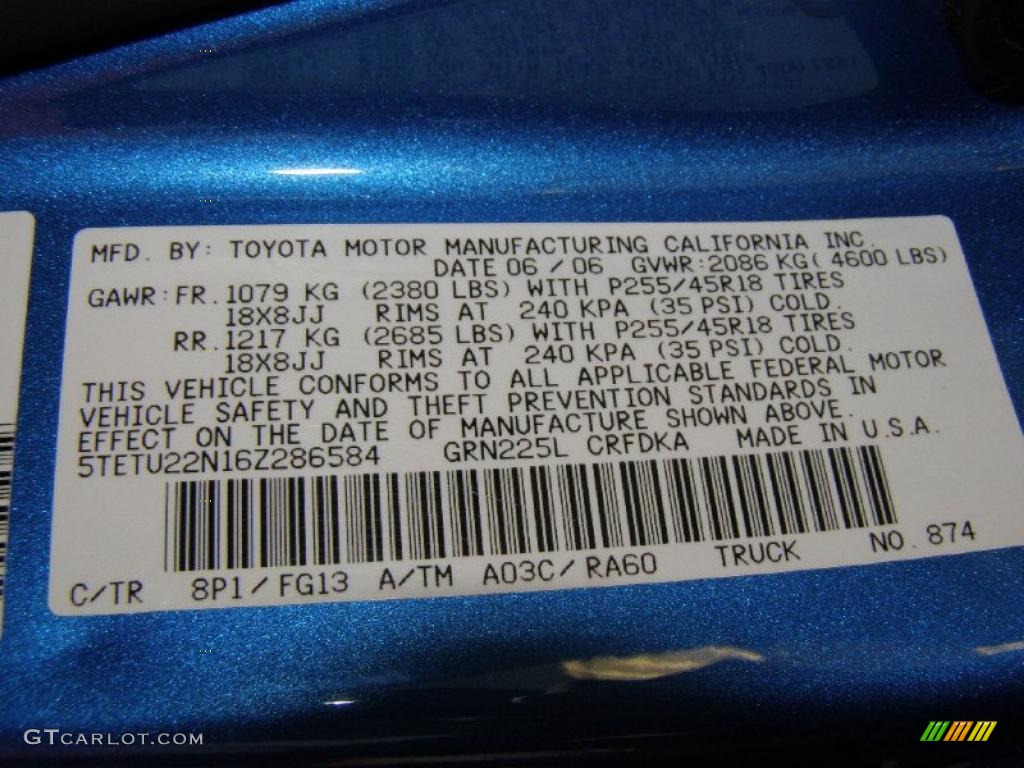 MFD. BY: TOYOTA MOTOR MANUFACTURING CALIFORNIA INC.
DATE 06 / 06 GVWR: 2086 KG( 4600 LBS)
GAWR: FR. 1079 KG (2380 LBS) WITH P255/45R18 TIRES
18X8JJ RIMS AT 240 KPA (35 PSI) COLD.
RR. 1217 KG (2685 LBS) WITH P255/45R18 TIRES
18X8JJ RIMS AT 240 KPA (35 PSI) COLD.
THIS VEHICLE CONFORMS TO ALL APPLICABLE FEDERAL MOTOR
VEHICLE SAFETY AND THEFT PREVENTION STANDARDS IN
EFFECT ON THE DATE OF MANUFACTURE SHOWN ABOVE.
5TETU22N16Z286584 GRN225L CRFDKA MADE IN U.S.A.
C/TR 8P1/FG13 A/TM A03C/RA60 TRUCK NO. 874
GTCARLOT.COM